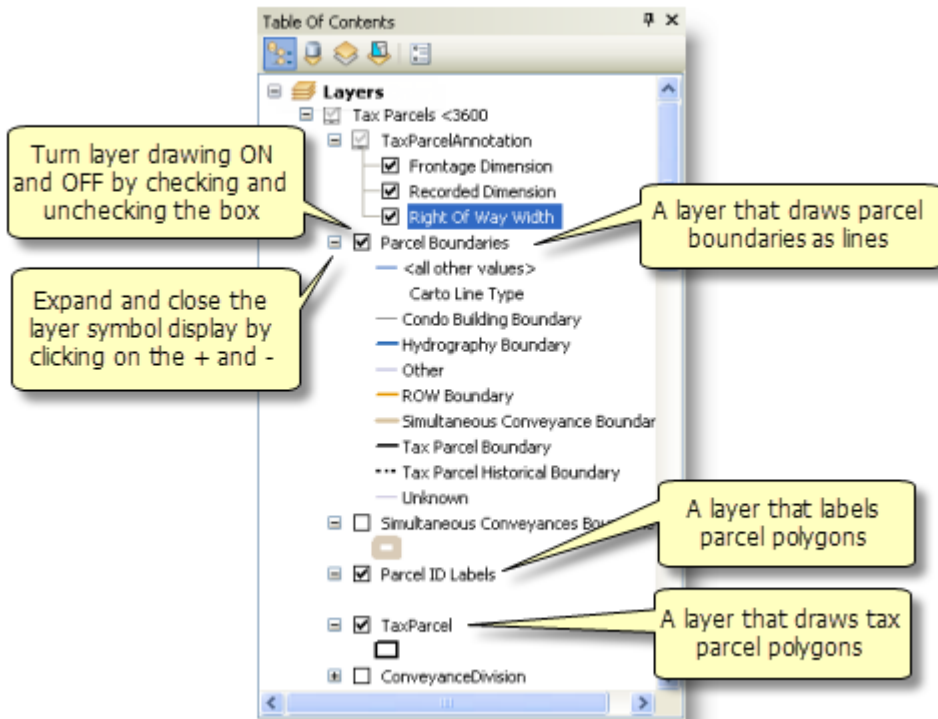 Table Of Contents
Layers
Tax Parcels <3600
TaxParcelAnnotation
Frontage Dimension
Recorded Dimension
Right Of Way Width
Parcel Boundaries
<all other values>
Carto Line Type
Condo Building Boundary
Hydrography Boundary
Other
ROW Boundary
Simultaneous Conveyance Boundar
Tax Parcel Boundary
Tax Parcel Historical Boundary
Unknown
Simultaneous Conveyances
Parcel ID Labels
TaxParcel
ConveyanceDivision
Turn layer drawing ON
and OFF by checking and
unchecking the box
Expand and close the
layer symbol display by
clicking on the + and -
A layer that draws parcel
boundaries as lines
A layer that labels
parcel polygons
A layer that draws tax
parcel polygons